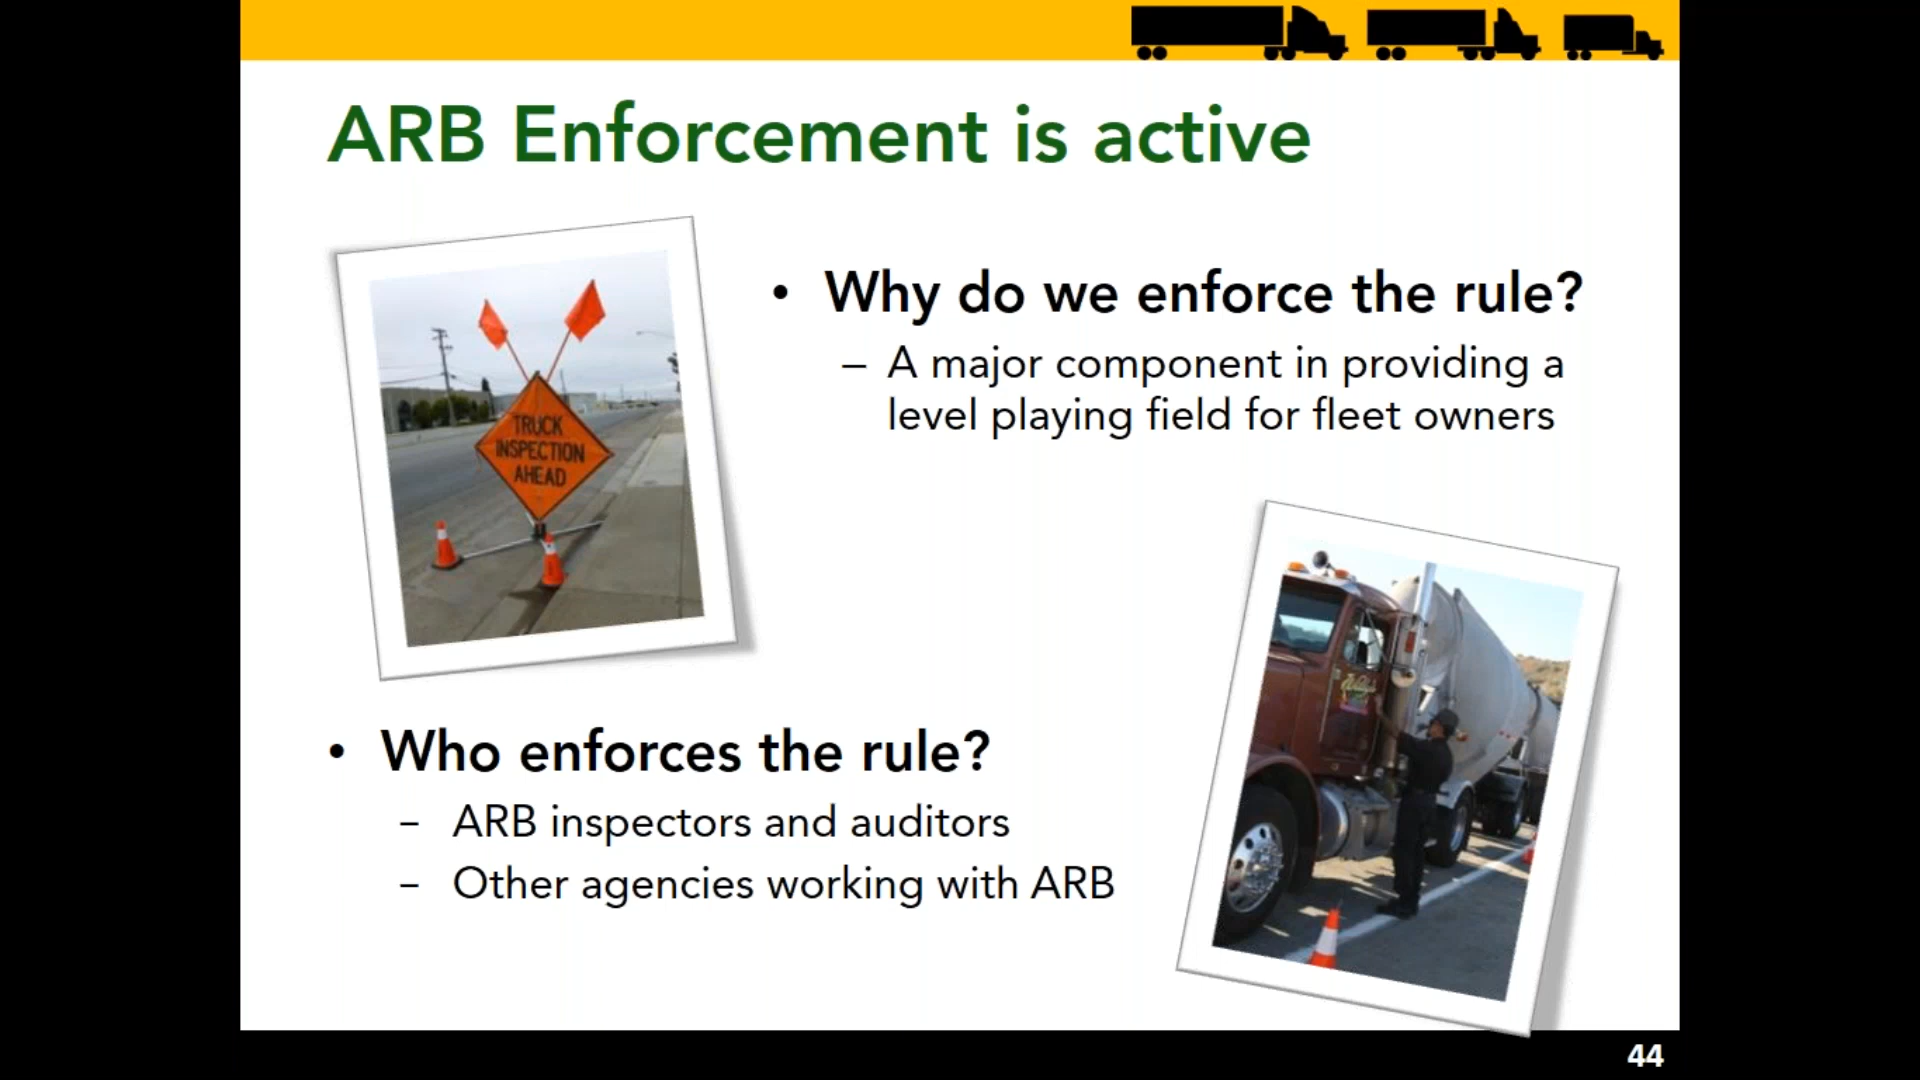 ARB Enforcement is active
TRUCK
INSPECTION
AHEAD
• Why do we enforce the rule?
– A major component in providing a
level playing field for fleet owners
• Who enforces the rule?
– ARB inspectors and auditors
– Other agencies working with ARB
44